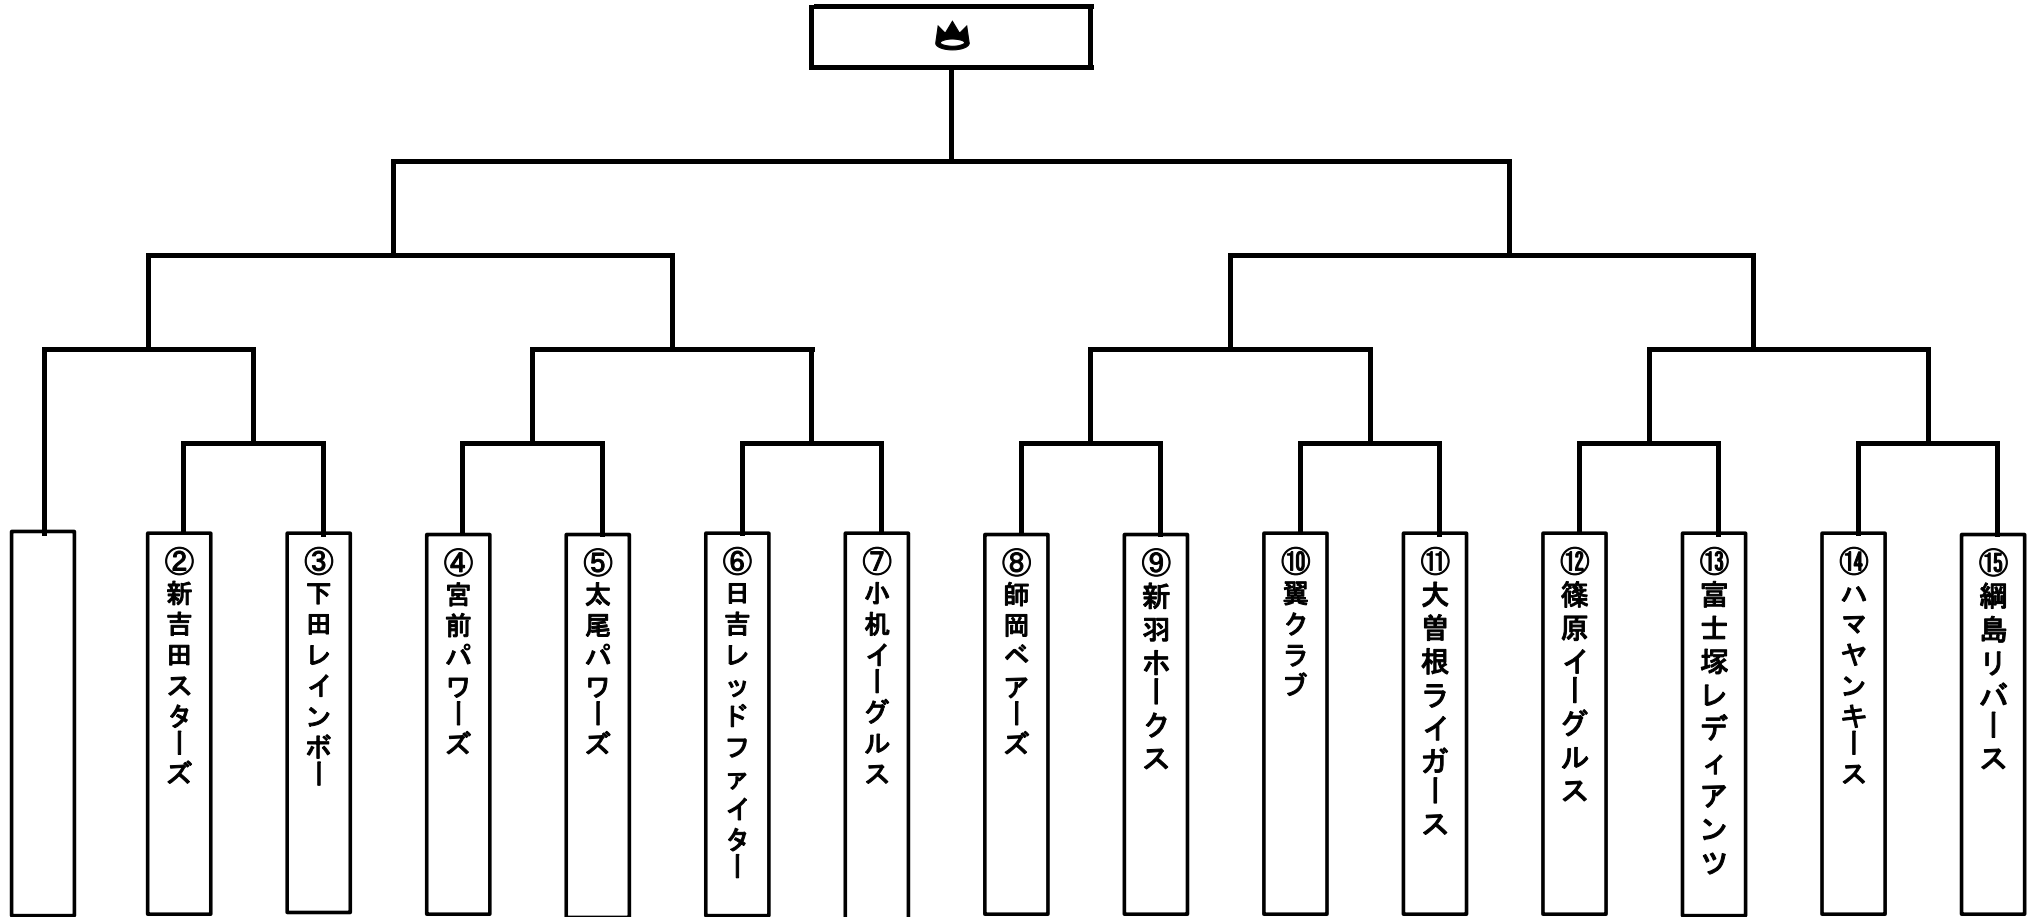 ②新吉田スターズ
③下田レインボー
④宮前パワーズ
⑤太尾パワーズ
⑥日吉レッドファイター
⑦小机イーグルス
⑧師岡ベアーズ
⑨新羽ホークス
⑩翼クラブ
⑪大曽根ライガース
⑫篠原イーグルス
⑬富士塚レディアンツ
⑭ハマヤンキース
⑮綱島リバース